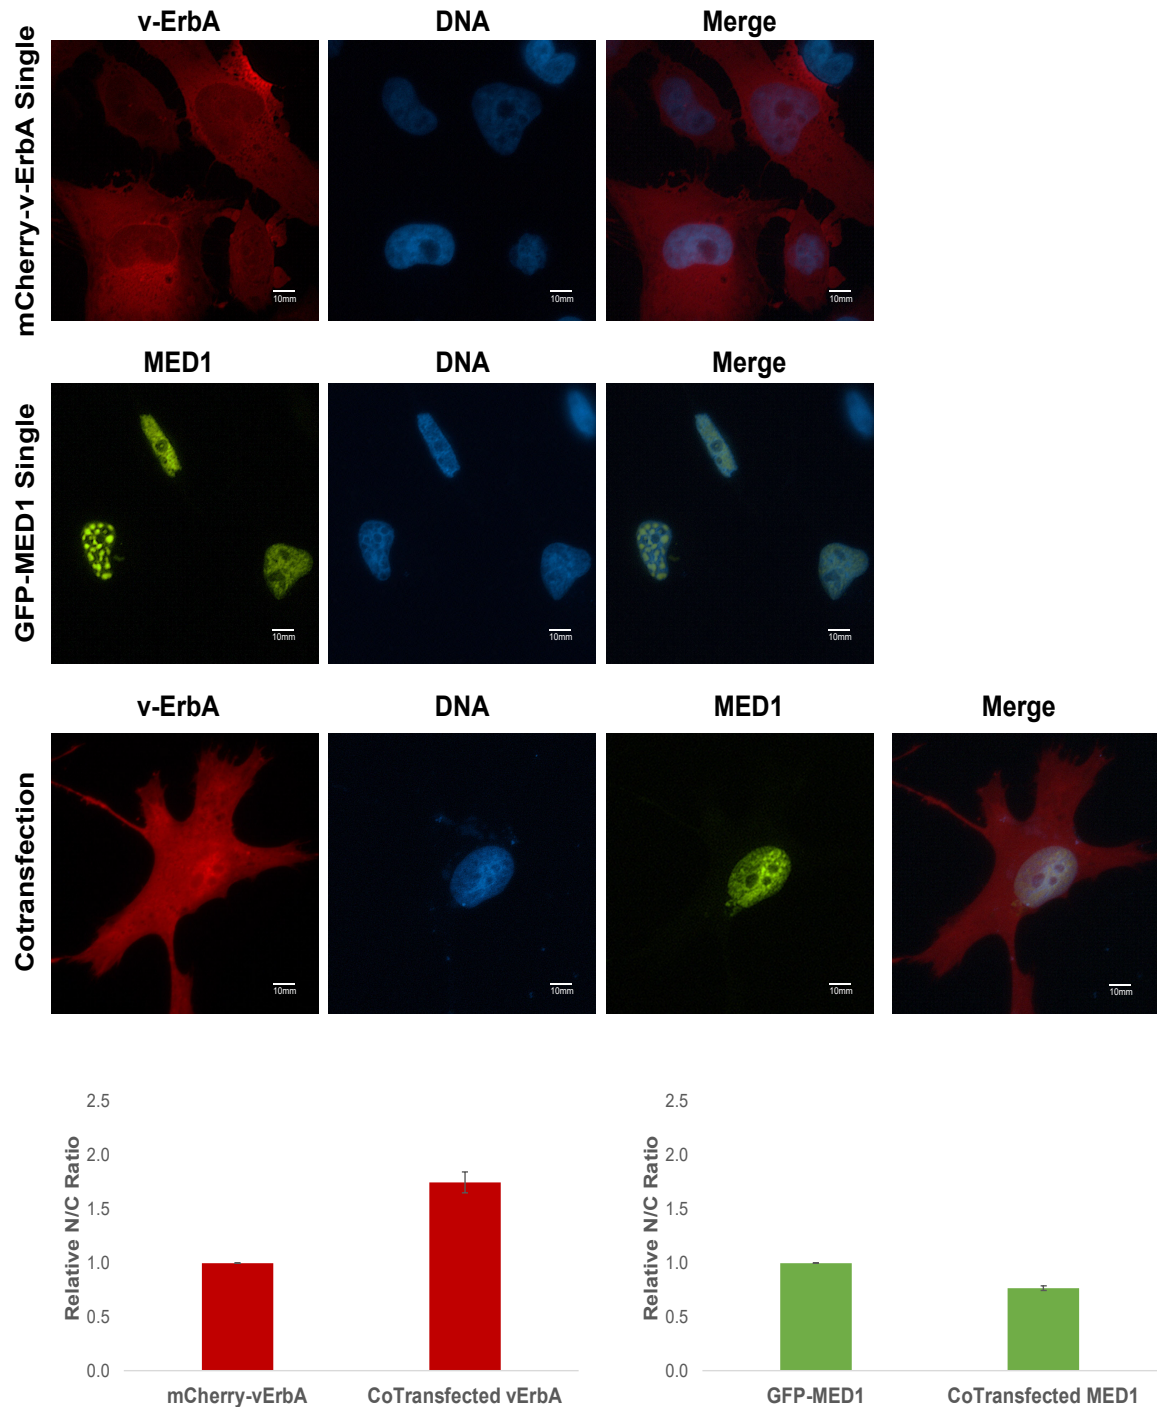 v-ErbA DNA Merge
mCherry-v-ErbA Single
10mm 10mm 10mm
MED1 DNA Merge
GFP-MED1 Single
10mm 10mm 10mm
v-ErbA DNA MED1 Merge
Cotransfection
10mm 10mm 10mm 10mm
Relative N/C Ratio
2.5
2.0
1.5
1.0
0.5
0.0
mCherry-vErbA CoTransfected vErbA
Relative N/C Ratio
2.5
2.0
1.5
1.0
0.5
0.0
GFP-MED1 CoTransfected MED1